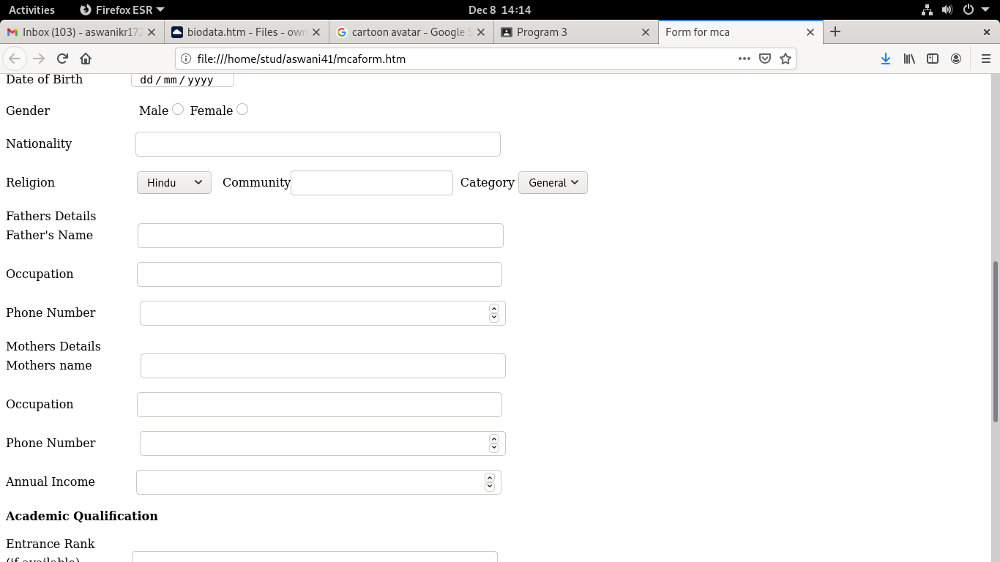 Activities Firefox ESR Dec 8 14:14
Inbox (103) - aswanikr172 biodata.htm - Files - own cartoon avatar - Google S Program 3 Form for mca
file:///home/stud/aswani41/mcaform.htm
Date of Birth dd / mm / yyyy
Gender Male Female
Nationality
Religion Hindu Community Category General
Fathers Details
Father's Name
Occupation
Phone Number
Mothers Details
Mothers name
Occupation
Phone Number
Annual Income
Academic Qualification
Entrance Rank
(if available)